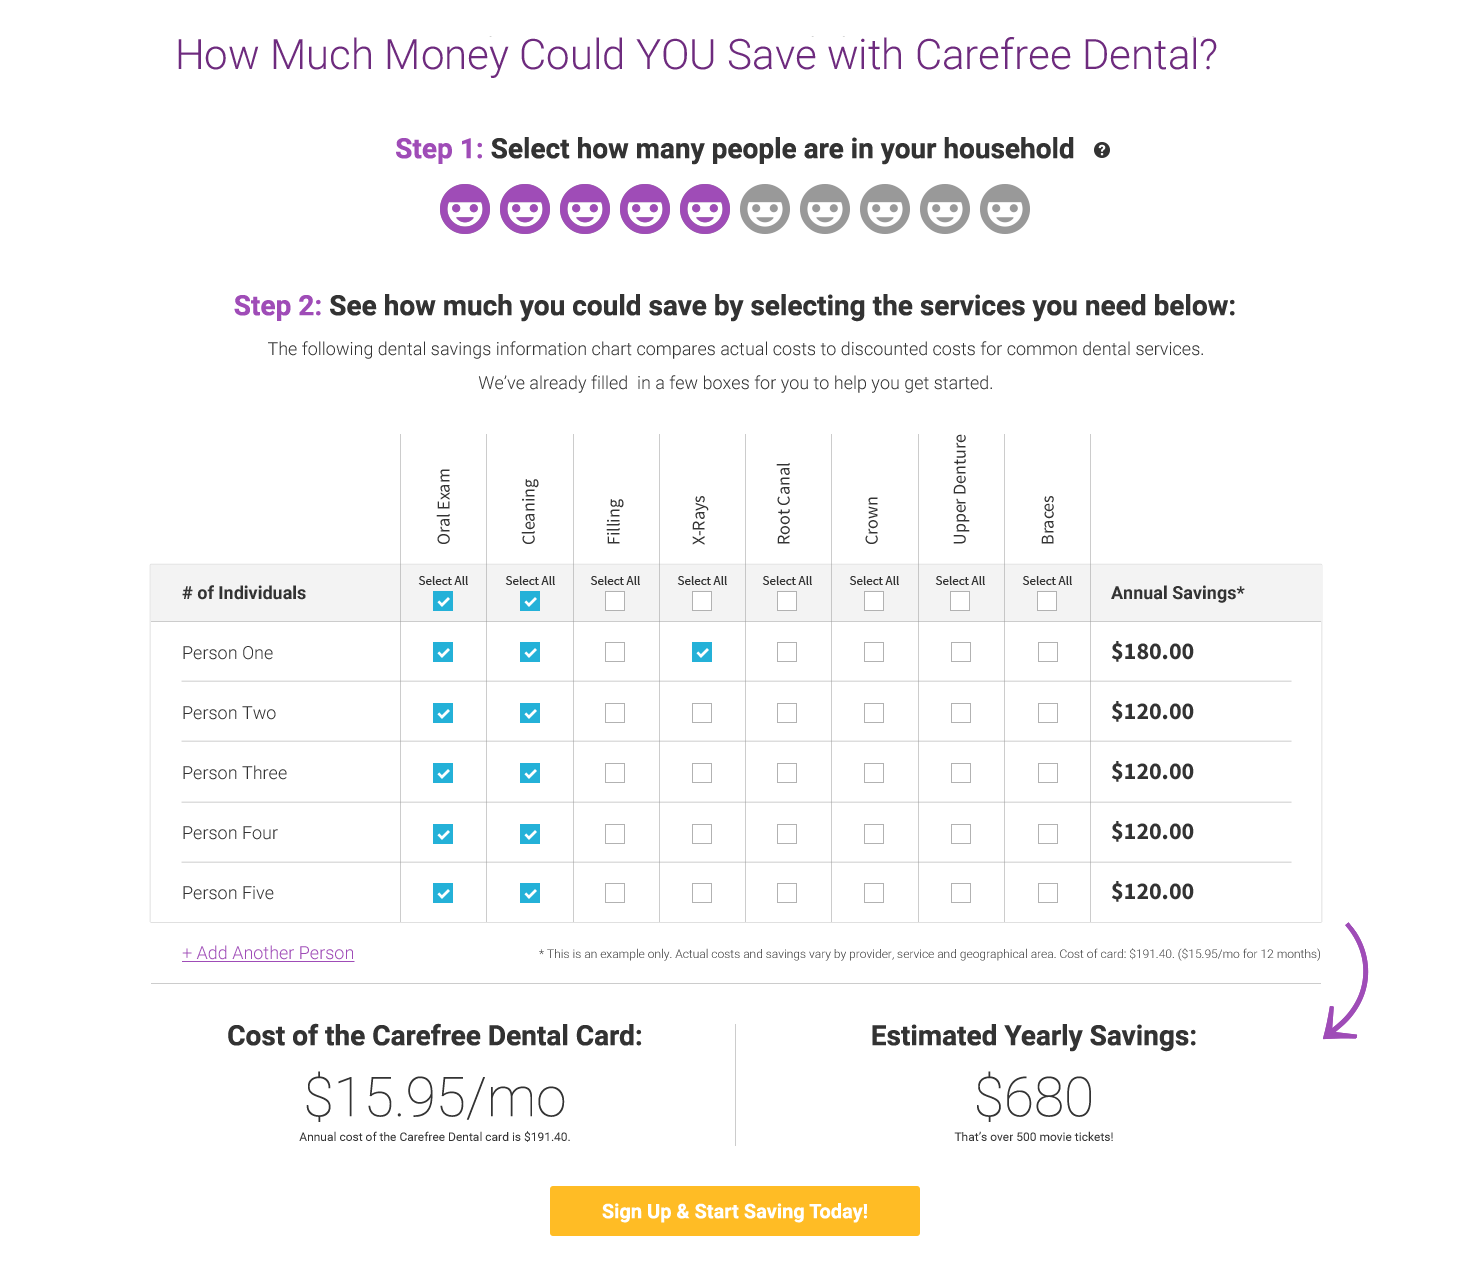 How Much Money Could YOU Save with Carefree Dental?
Step 1: Select how many people are in your household ?
Step 2: See how much you could save by selecting the services you need below:
The following dental savings information chart compares actual costs to discounted costs for common dental services.
We've already filled  in a few boxes for you to help you get started.
Oral Exam
Cleaning
Filling
X-Rays
Root Canal
Crown
Upper Denture
Braces
# of Individuals Select All Select All Select All Select All Select All Select All Select All Select All Annual Savings*
Person One $180.00
Person Two $120.00
Person Three $120.00
Person Four $120.00
Person Five $120.00
+ Add Another Person
* This is an example only. Actual costs and savings vary by provider, service and geographical area. Cost of card: $191.40. ($15.95/mo for 12 months)
Cost of the Carefree Dental Card:
$15.95/mo
Annual cost of the Carefree Dental card is $191.40.
Estimated Yearly Savings:
$680
That's over 500 movie tickets!
Sign Up & Start Saving Today!